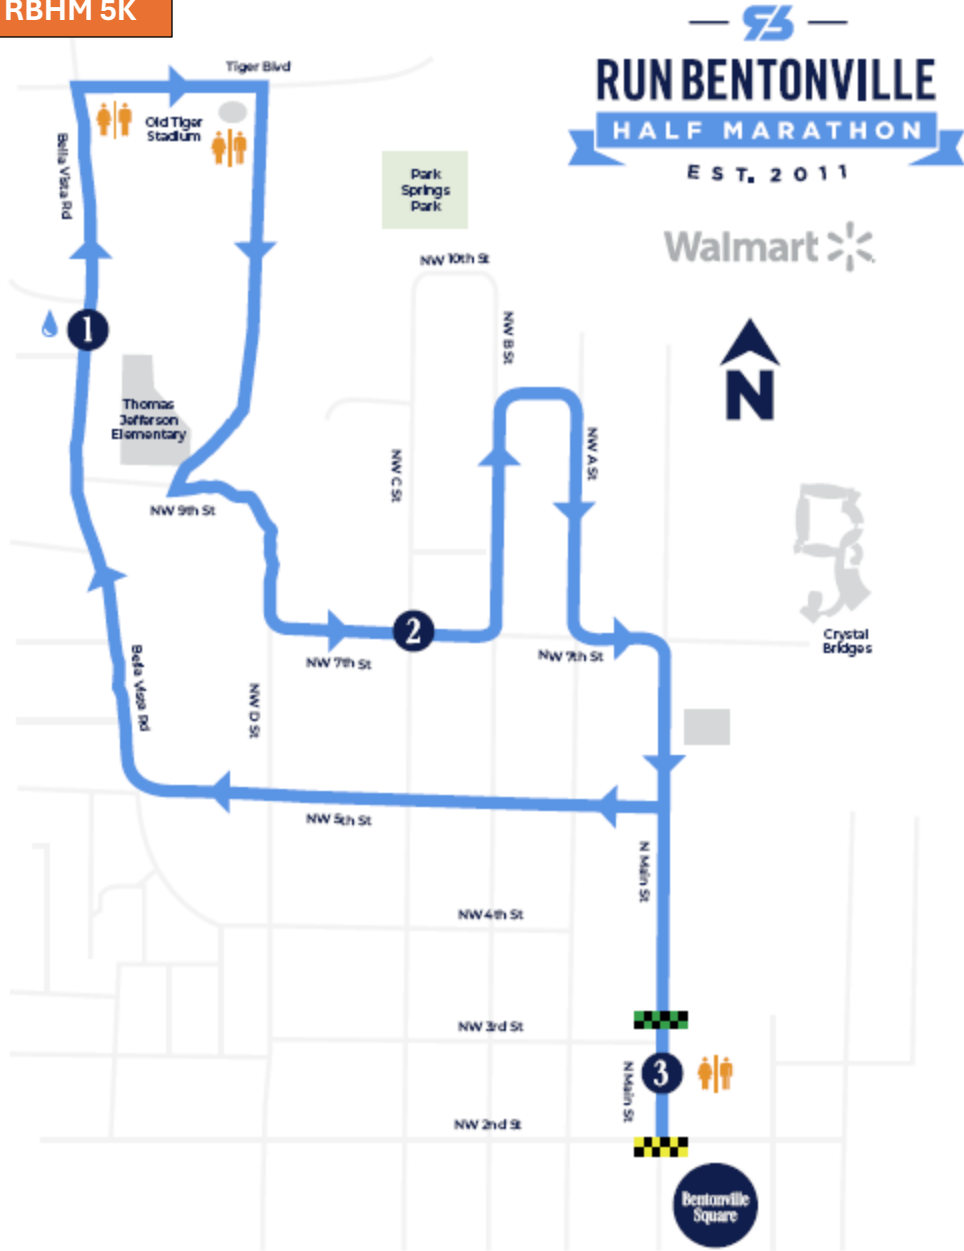 RBHM 5K
RUN BENTONVILLE
HALF MARATHON
EST. 2011
Walmart
N
Tiger Blvd
Old Tiger
Stadium
Bella Vista Rd
Park
Springs
Park
NW 10th St
NW B St
1
Thomas
Jefferson
Elementary
NW C St
NW A St
NW 9th St
2
NW 7th St
NW 7th St
Crystal
Bridges
Bella Vista Rd
NW D St
NW 5th St
N Main St
NW 4th St
NW 3rd St
3
N Main St
NW 2nd St
Bentonville
Square